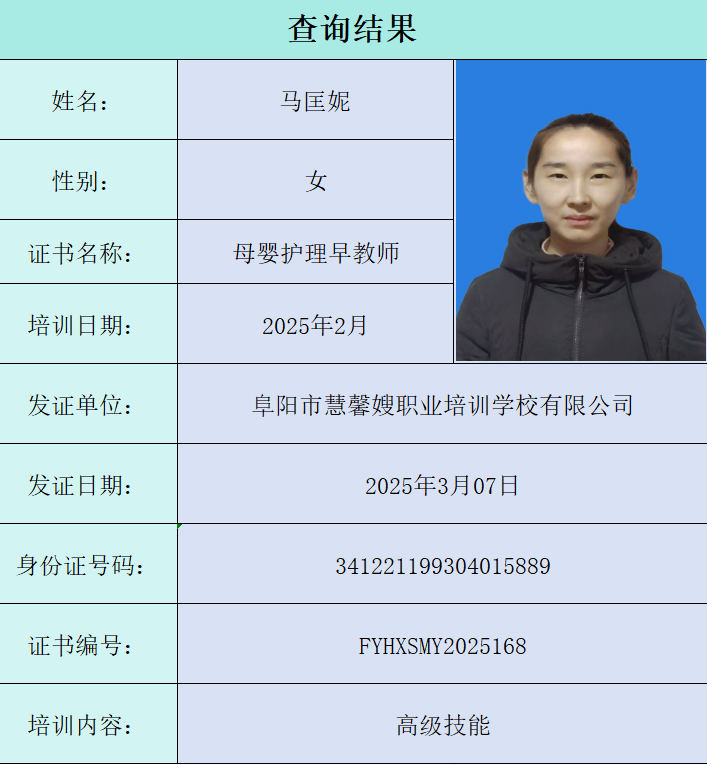 查询结果
姓名： 马匡妮
性别： 女
证书名称： 母婴护理早教师
培训日期： 2025年2月
发证单位： 阜阳市慧馨嫂职业培训学校有限公司
发证日期： 2025年3月07日
身份证号码： 341221199304015889
证书编号： FYHXSMY2025168
培训内容： 高级技能